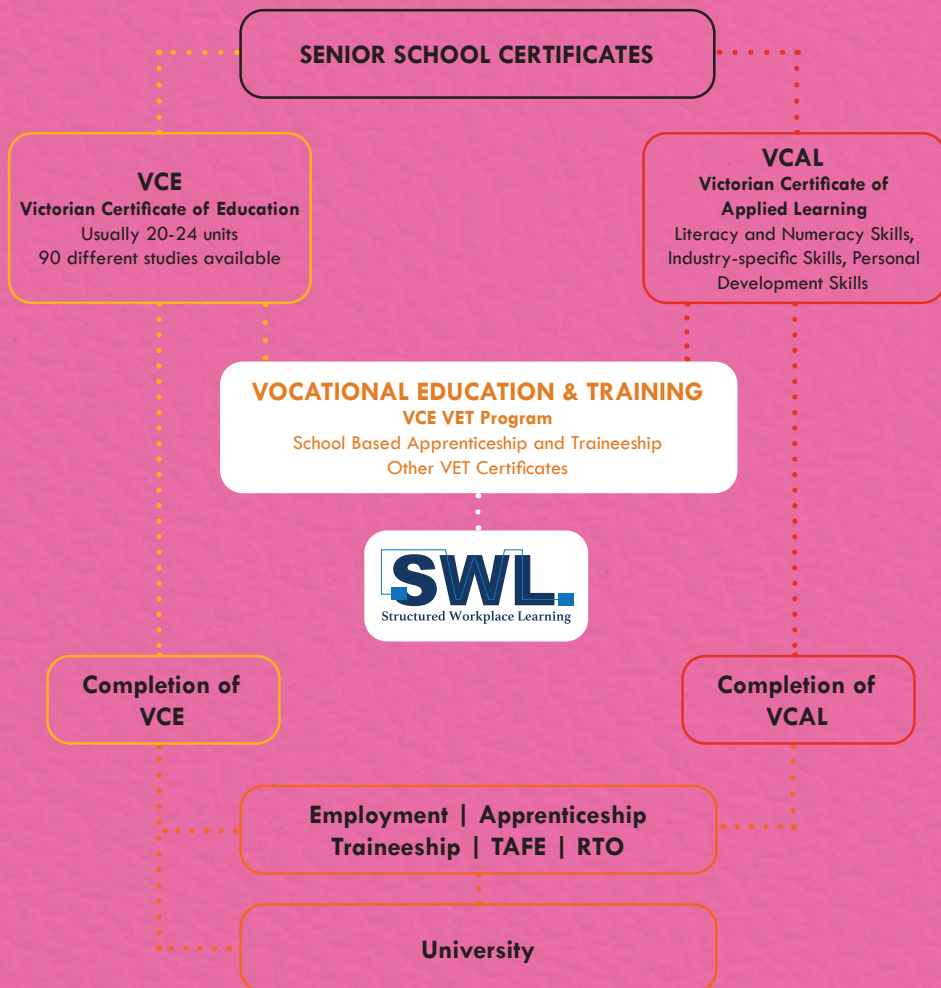 SENIOR SCHOOL CERTIFICATES
VCE
Victorian Certificate of Education
Usually 20-24 units
90 different studies available
VCAL
Victorian Certificate of
Applied Learning
Literacy and Numeracy Skills,
Industry-specific Skills, Personal
Development Skills
VOCATIONAL EDUCATION & TRAINING
VCE VET Program
School Based Apprenticeship and Traineeship
Other VET Certificates
SWL
Structured Workplace Learning
Completion of
VCE
Completion of
VCAL
Employment | Apprenticeship
Traineeship | TAFE | RTO
University